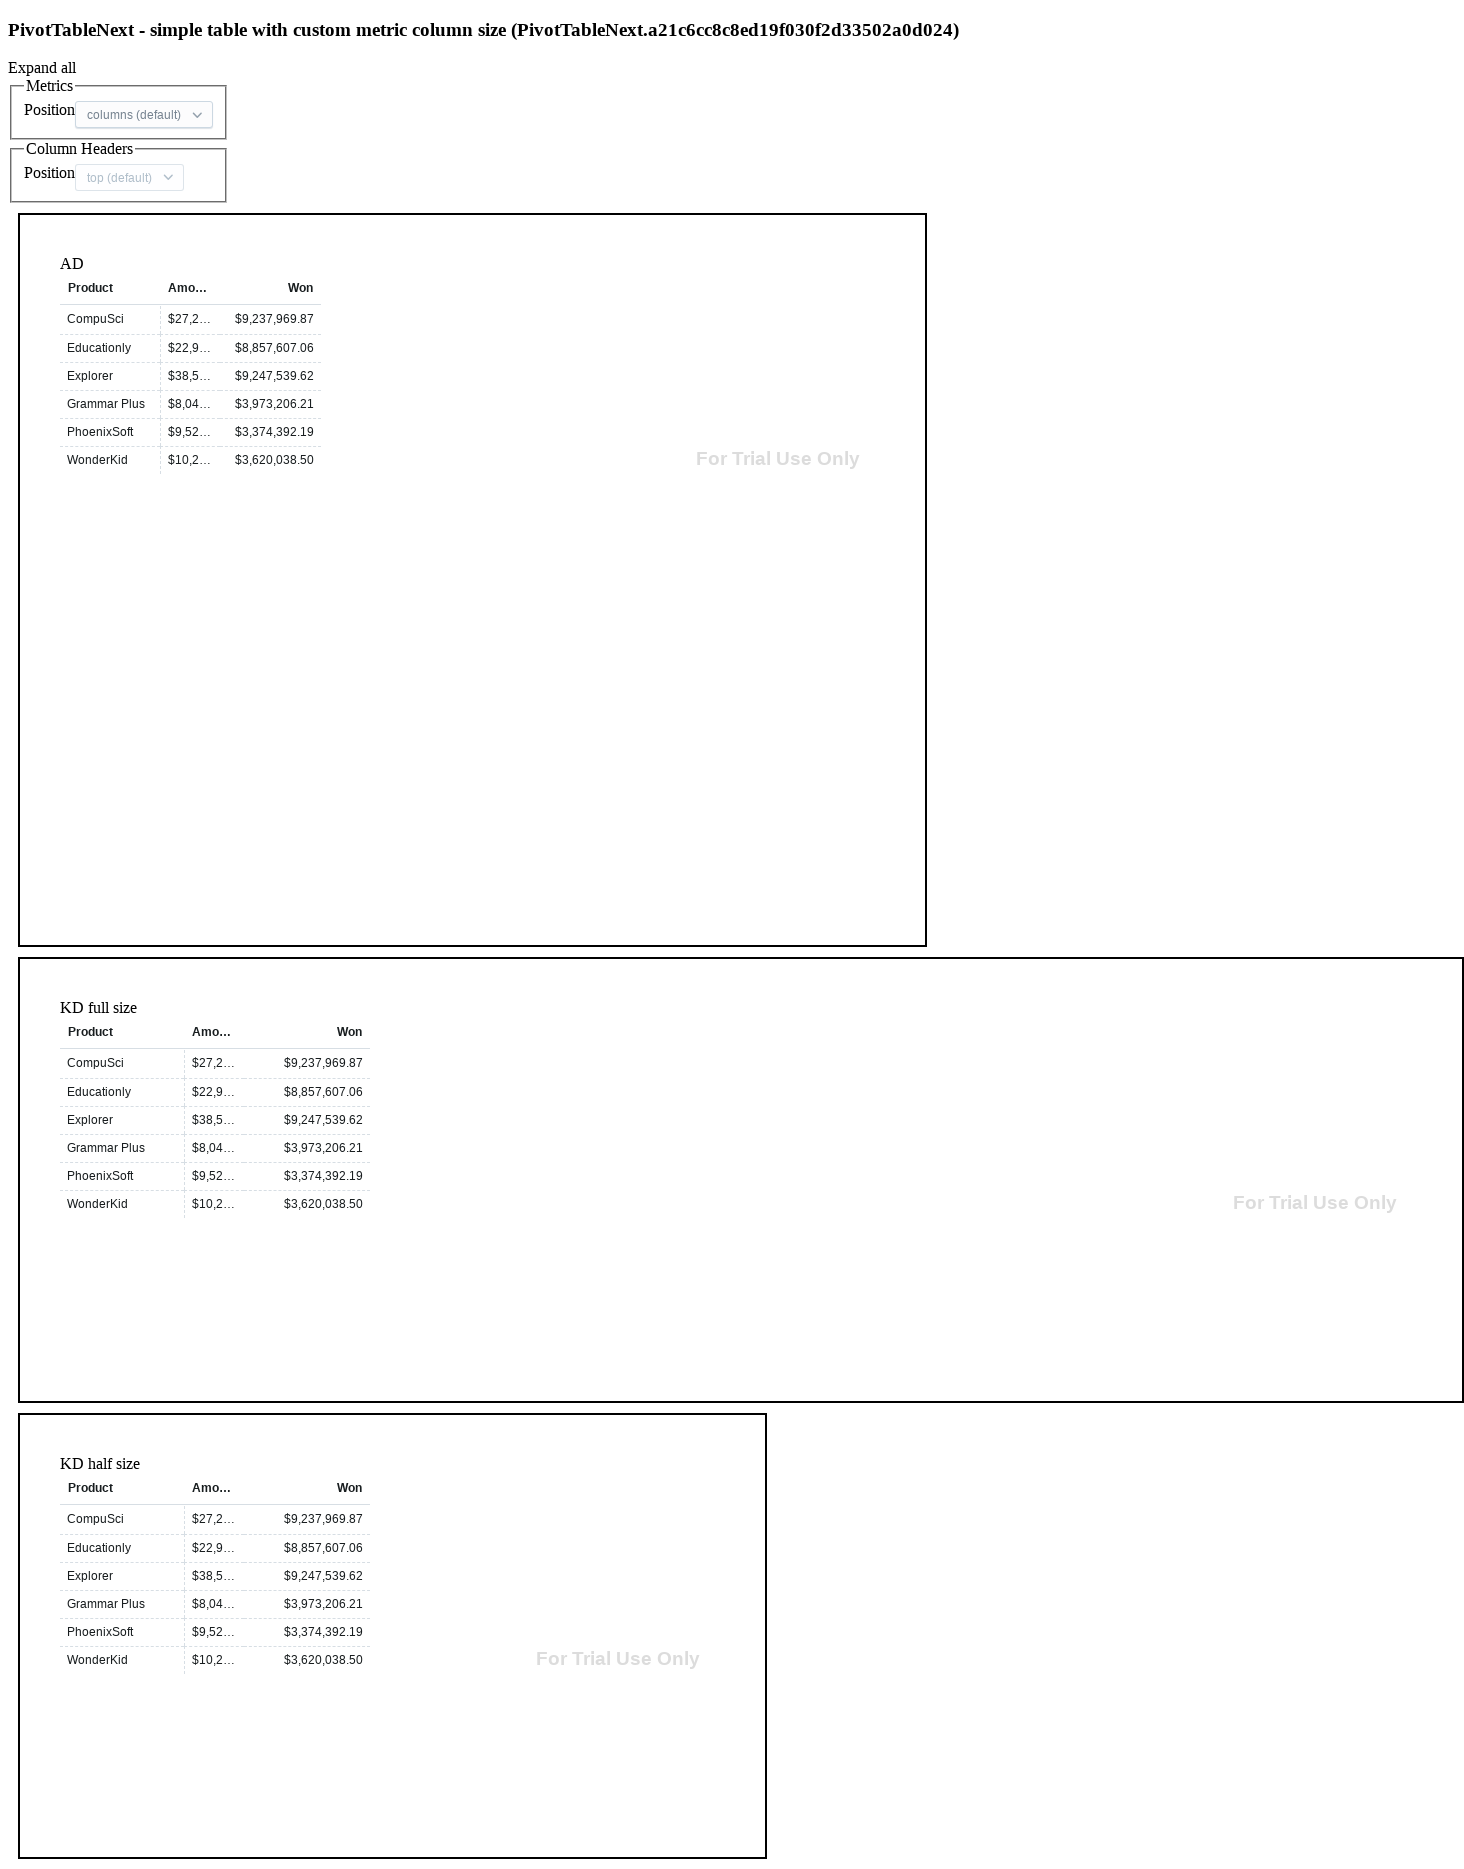 PivotTableNext - simple table with custom metric column size (PivotTableNext.a21c6cc8c8ed19f030f2d33502a0d024)
Expand all
Metrics
Position columns (default)
Column Headers
Position top (default)
AD
Product Amo… Won
CompuSci $27,2… $9,237,969.87
Educationly $22,9… $8,857,607.06
Explorer $38,5… $9,247,539.62
Grammar Plus $8,04… $3,973,206.21
PhoenixSoft $9,52… $3,374,392.19
WonderKid $10,2… $3,620,038.50
For Trial Use Only
KD full size
Product Amo… Won
CompuSci $27,2… $9,237,969.87
Educationly $22,9… $8,857,607.06
Explorer $38,5… $9,247,539.62
Grammar Plus $8,04… $3,973,206.21
PhoenixSoft $9,52… $3,374,392.19
WonderKid $10,2… $3,620,038.50
For Trial Use Only
KD half size
Product Amo… Won
CompuSci $27,2… $9,237,969.87
Educationly $22,9… $8,857,607.06
Explorer $38,5… $9,247,539.62
Grammar Plus $8,04… $3,973,206.21
PhoenixSoft $9,52… $3,374,392.19
WonderKid $10,2… $3,620,038.50
For Trial Use Only